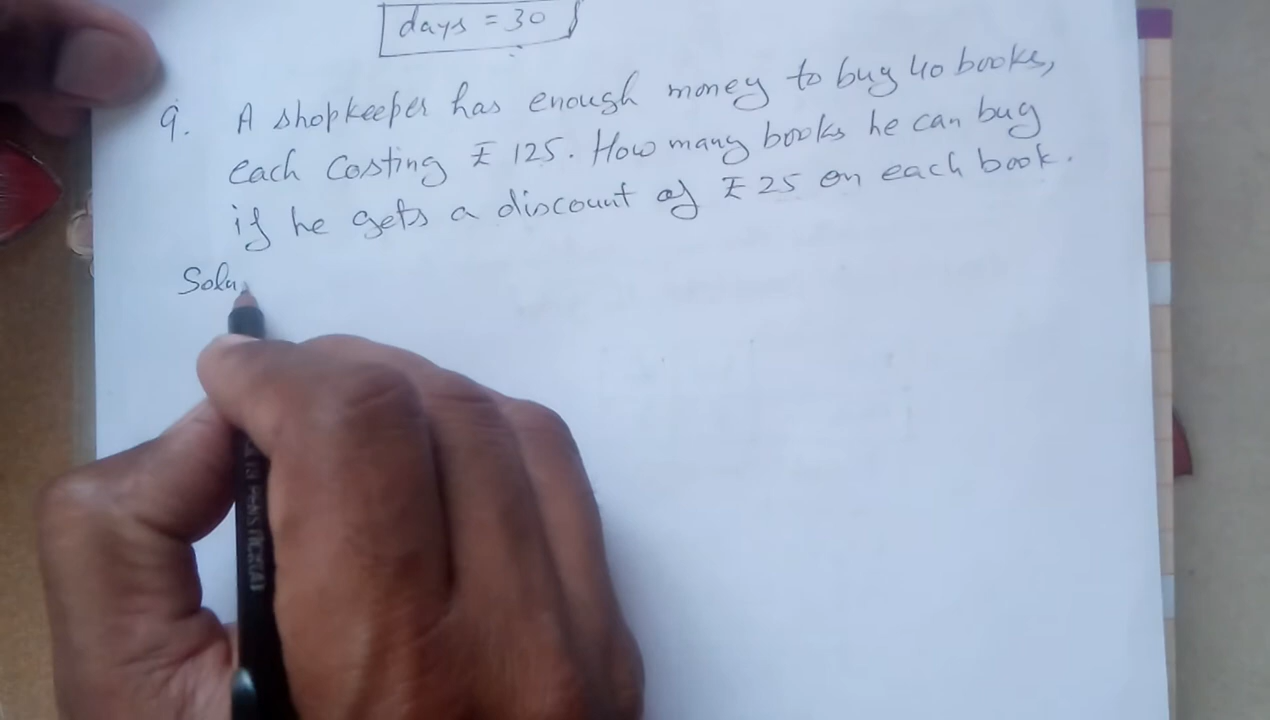 days = 30
9. A shopkeeper has enough money to buy 40 books,
each costing ₹ 125. How many books he can buy
if he gets a discount of ₹ 25 on each book.
Solu